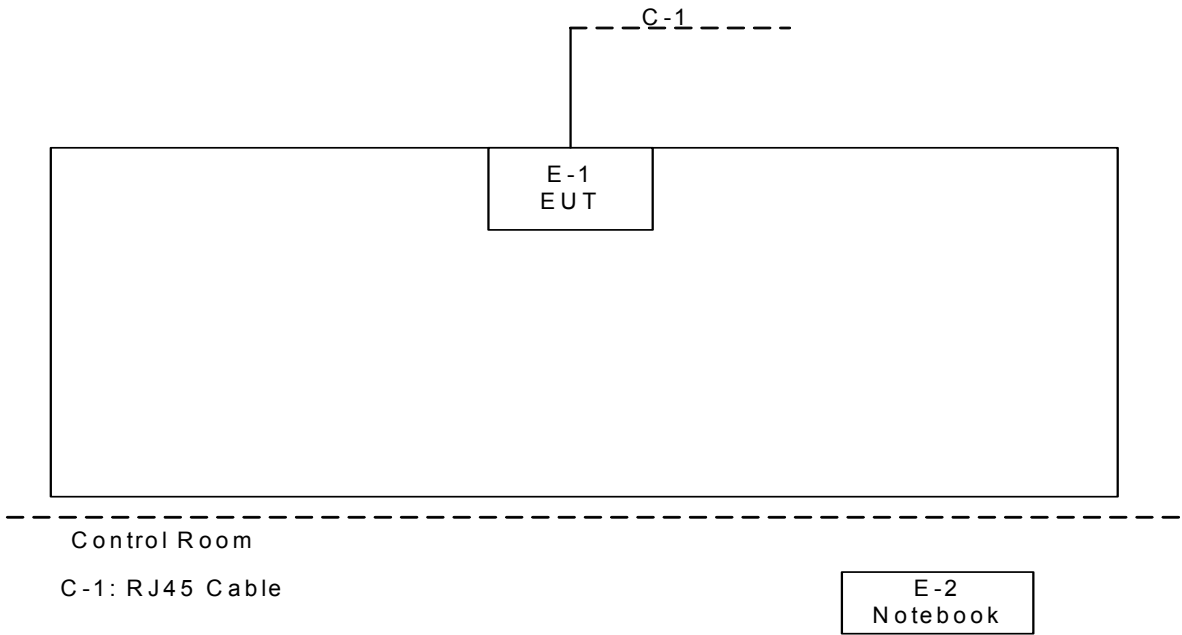 C-1
E-1
EUT
Control Room
C-1: RJ45 Cable
E-2
Notebook